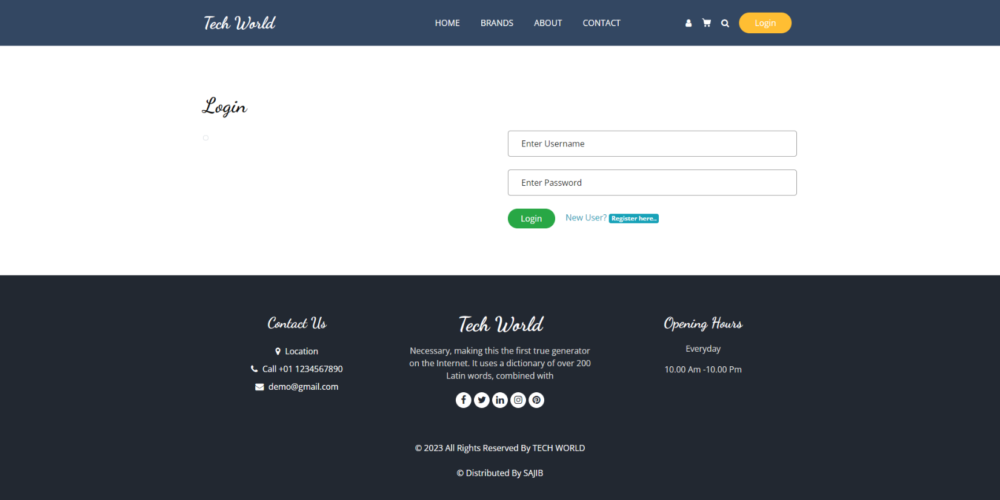 Tech World
HOME BRANDS ABOUT CONTACT
Login
Login
Enter Username
Enter Password
Login New User? Register here..
Contact Us
Location
Call +01 1234567890
demo@gmail.com
Tech World
Necessary, making this the first true generator
on the Internet. It uses a dictionary of over 200
Latin words, combined with
Opening Hours
Everyday
10.00 Am -10.00 Pm
© 2023 All Rights Reserved By TECH WORLD
© Distributed By SAJIB